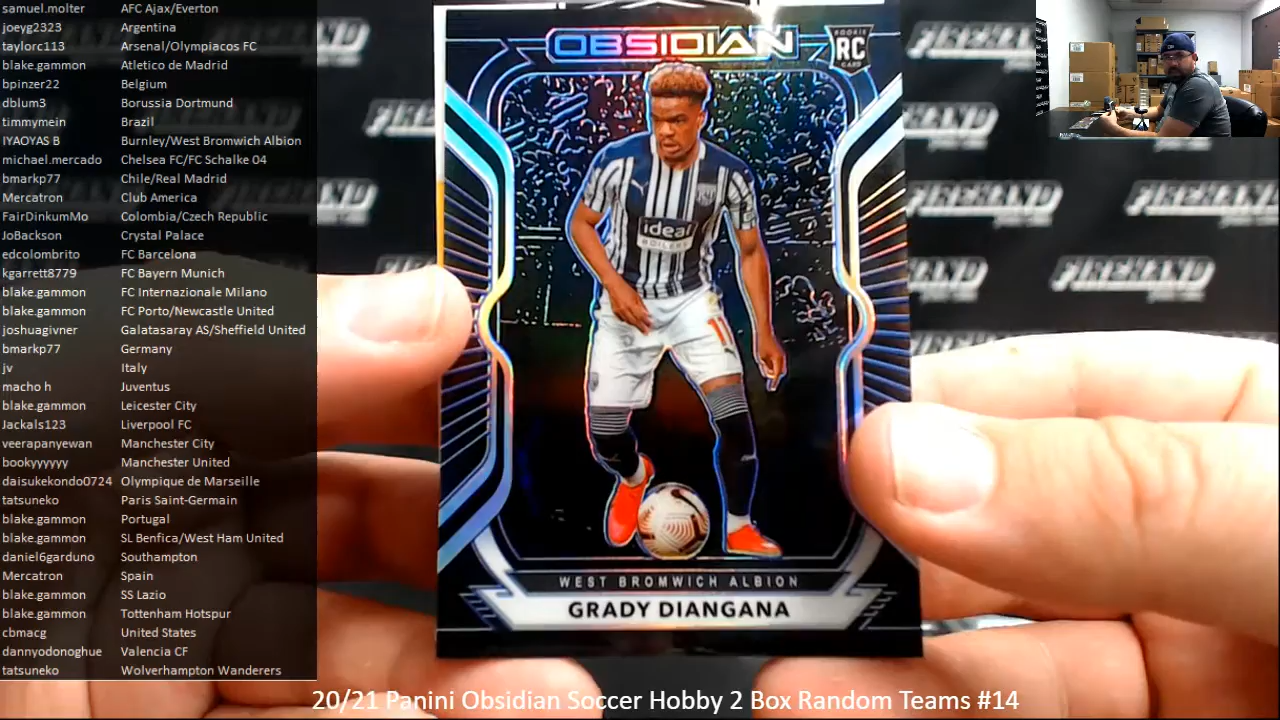 samuel.molter AFC Ajax/Everton
joeyg2323 Argentina
taylorc113 Arsenal/Olympiacos FC
blake.gammon Atletico de Madrid
bpinzer22 Belgium
dblum3 Borussia Dortmund
timmymein Brazil
IYAOYAS B Burnley/West Bromwich Albion
michael.mercado Chelsea FC/FC Schalke 04
bmarkp77 Chile/Real Madrid
Mercatron Club America
FairDinkumMo Colombia/Czech Republic
JoBackson Crystal Palace
edcolombrito FC Barcelona
kgarrett8779 FC Bayern Munich
blake.gammon FC Internazionale Milano
blake.gammon FC Porto/Newcastle United
joshuagivner Galatasaray AS/Sheffield United
bmarkp77 Germany
jv Italy
macho h Juventus
blake.gammon Leicester City
Jackals123 Liverpool FC
veerapanyewan Manchester City
bookyyyyyy Manchester United
daisukekondo0724 Olympique de Marseille
tatsuneko Paris Saint-Germain
blake.gammon Portugal
blake.gammon SL Benfica/West Ham United
daniel6garduno Southampton
Mercatron Spain
blake.gammon SS Lazio
blake.gammon Tottenham Hotspur
cbmacg United States
dannyodonoghue Valencia CF
tatsuneko Wolverhampton Wanderers
OBSIDIAN
ROOKIE
RC
CARD
ideal
BOILERS
11
WEST BROMWICH ALBION
GRADY DIANGANA
FIREHAND
FIREHAND
FIREHAND
FIREHAND
FIREHAND
20/21 Panini Obsidian Soccer Hobby 2 Box Random Teams #14